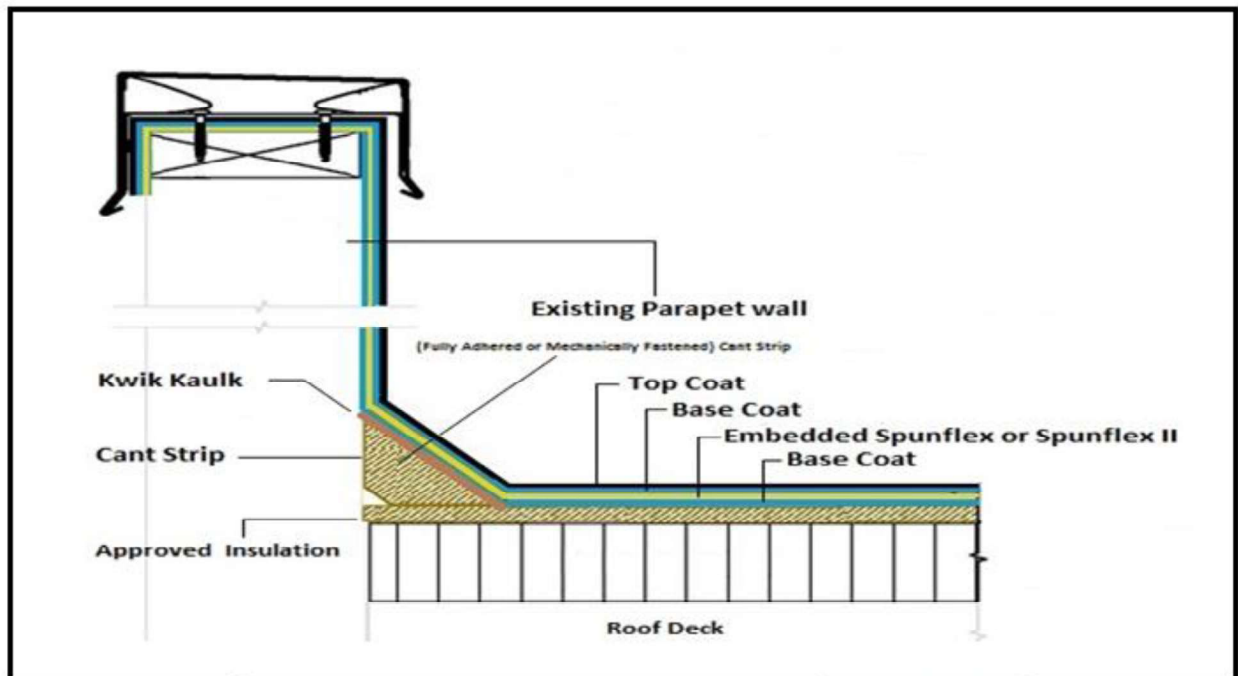 Existing Parapet wall
(Fully Adhered or Mechanically Fastened) Cant Strip
Kwik Kaulk
Top Coat
Base Coat
Cant Strip
Embedded Spunflex or Spunflex II
Base Coat
Approved Insulation
Roof Deck